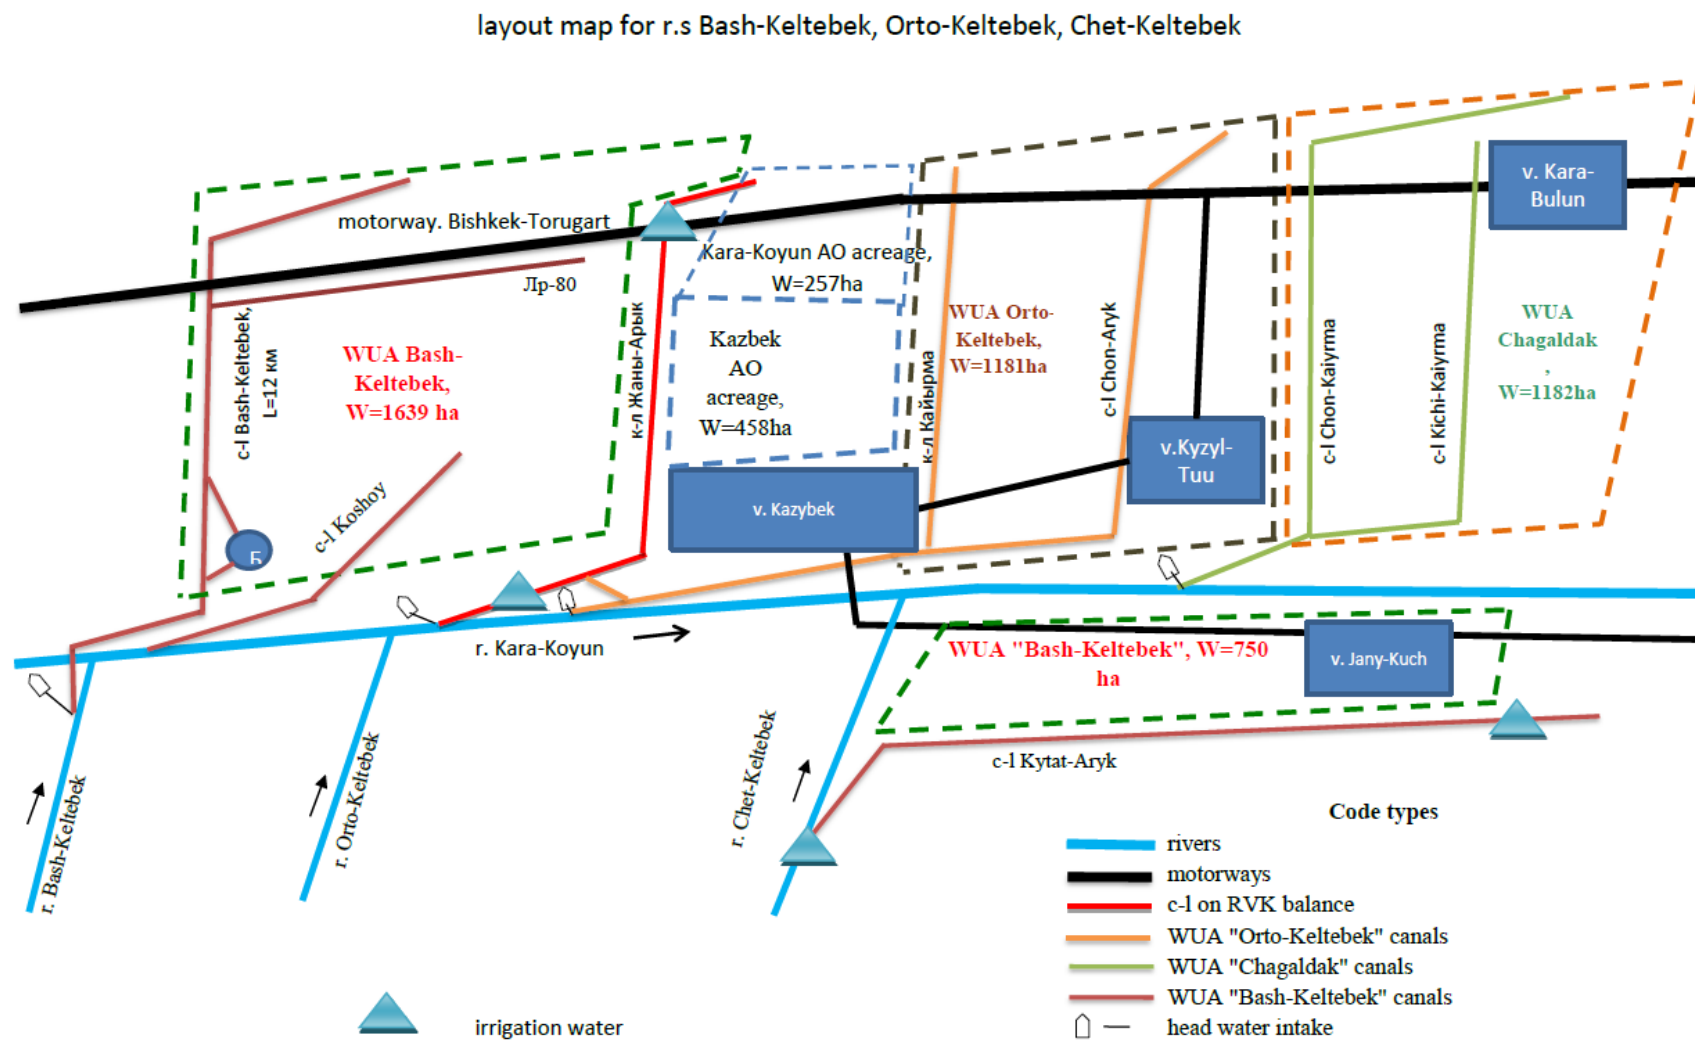 layout map for r.s Bash-Keltebek, Orto-Keltebek, Chet-Keltebek
v. Kara-
Bulun
motorway. Bishkek-Torugart
Kara-Koyun AO acreage,
W=257ha
Лр-80
c-l Bash-Keltebek,
L=12 км
WUA Bash-
Keltebek,
W=1639 ha
к-л Жаны-Арык
Kazbek
AO
acreage,
W=458ha
WUA Orto-
Keltebek,
W=1181ha
к-л Кайырма
c-l Chon-Aryk
c-l Chon-Kaiyrma
c-l Kichi-Kaiyrma
WUA
Chagaldak
,
W=1182ha
v.Kyzyl-
Tuu
c-l Koshoy
v. Kazybek
Б
r. Kara-Koyun
WUA "Bash-Keltebek", W=750
ha
v. Jany-Kuch
c-l Kytat-Aryk
r. Bash-Keltebek
r. Orto-Keltebek
r. Chet-Keltebek
Code types
rivers
motorways
c-l on RVK balance
WUA "Orto-Keltebek" canals
WUA "Chagaldak" canals
WUA "Bash-Keltebek" canals
head water intake
irrigation water